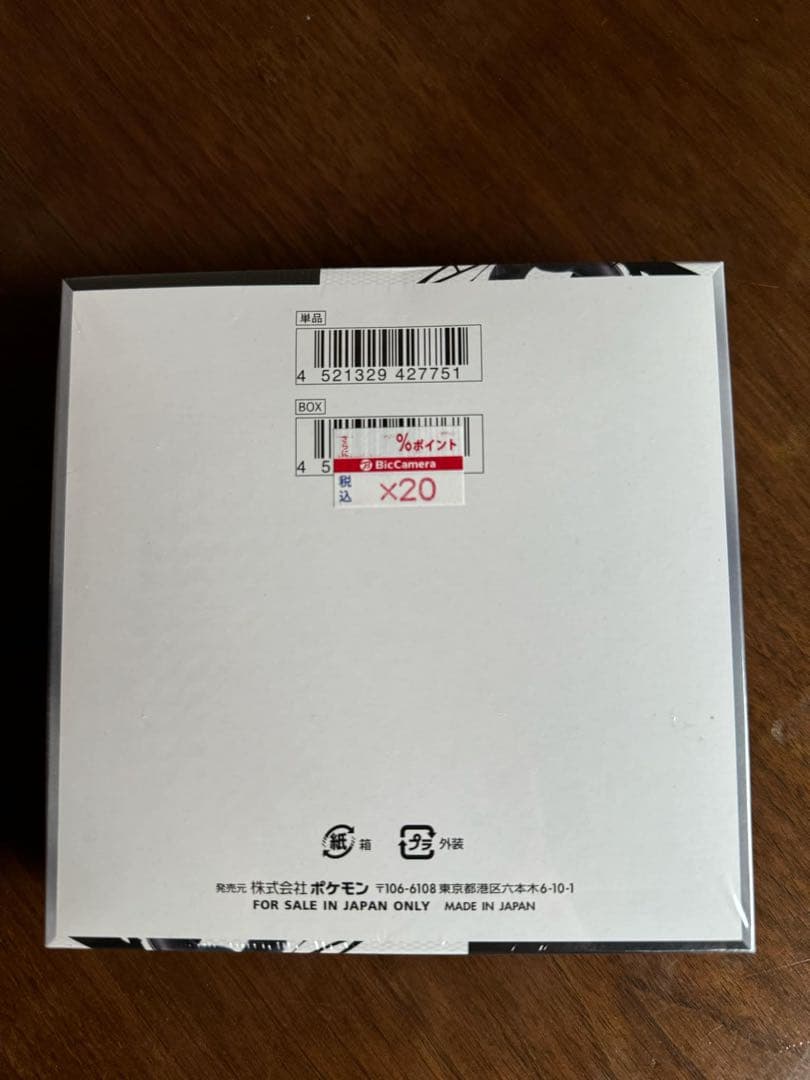 単品
4 521329 427751
BOX
4 5
%ポイント
BicCamera
税込 ×20
紙 箱
プラ 外装
発売元 株式会社ポケモン 〒106-6108 東京都港区六本木6-10-1
FOR SALE IN JAPAN ONLY MADE IN JAPAN